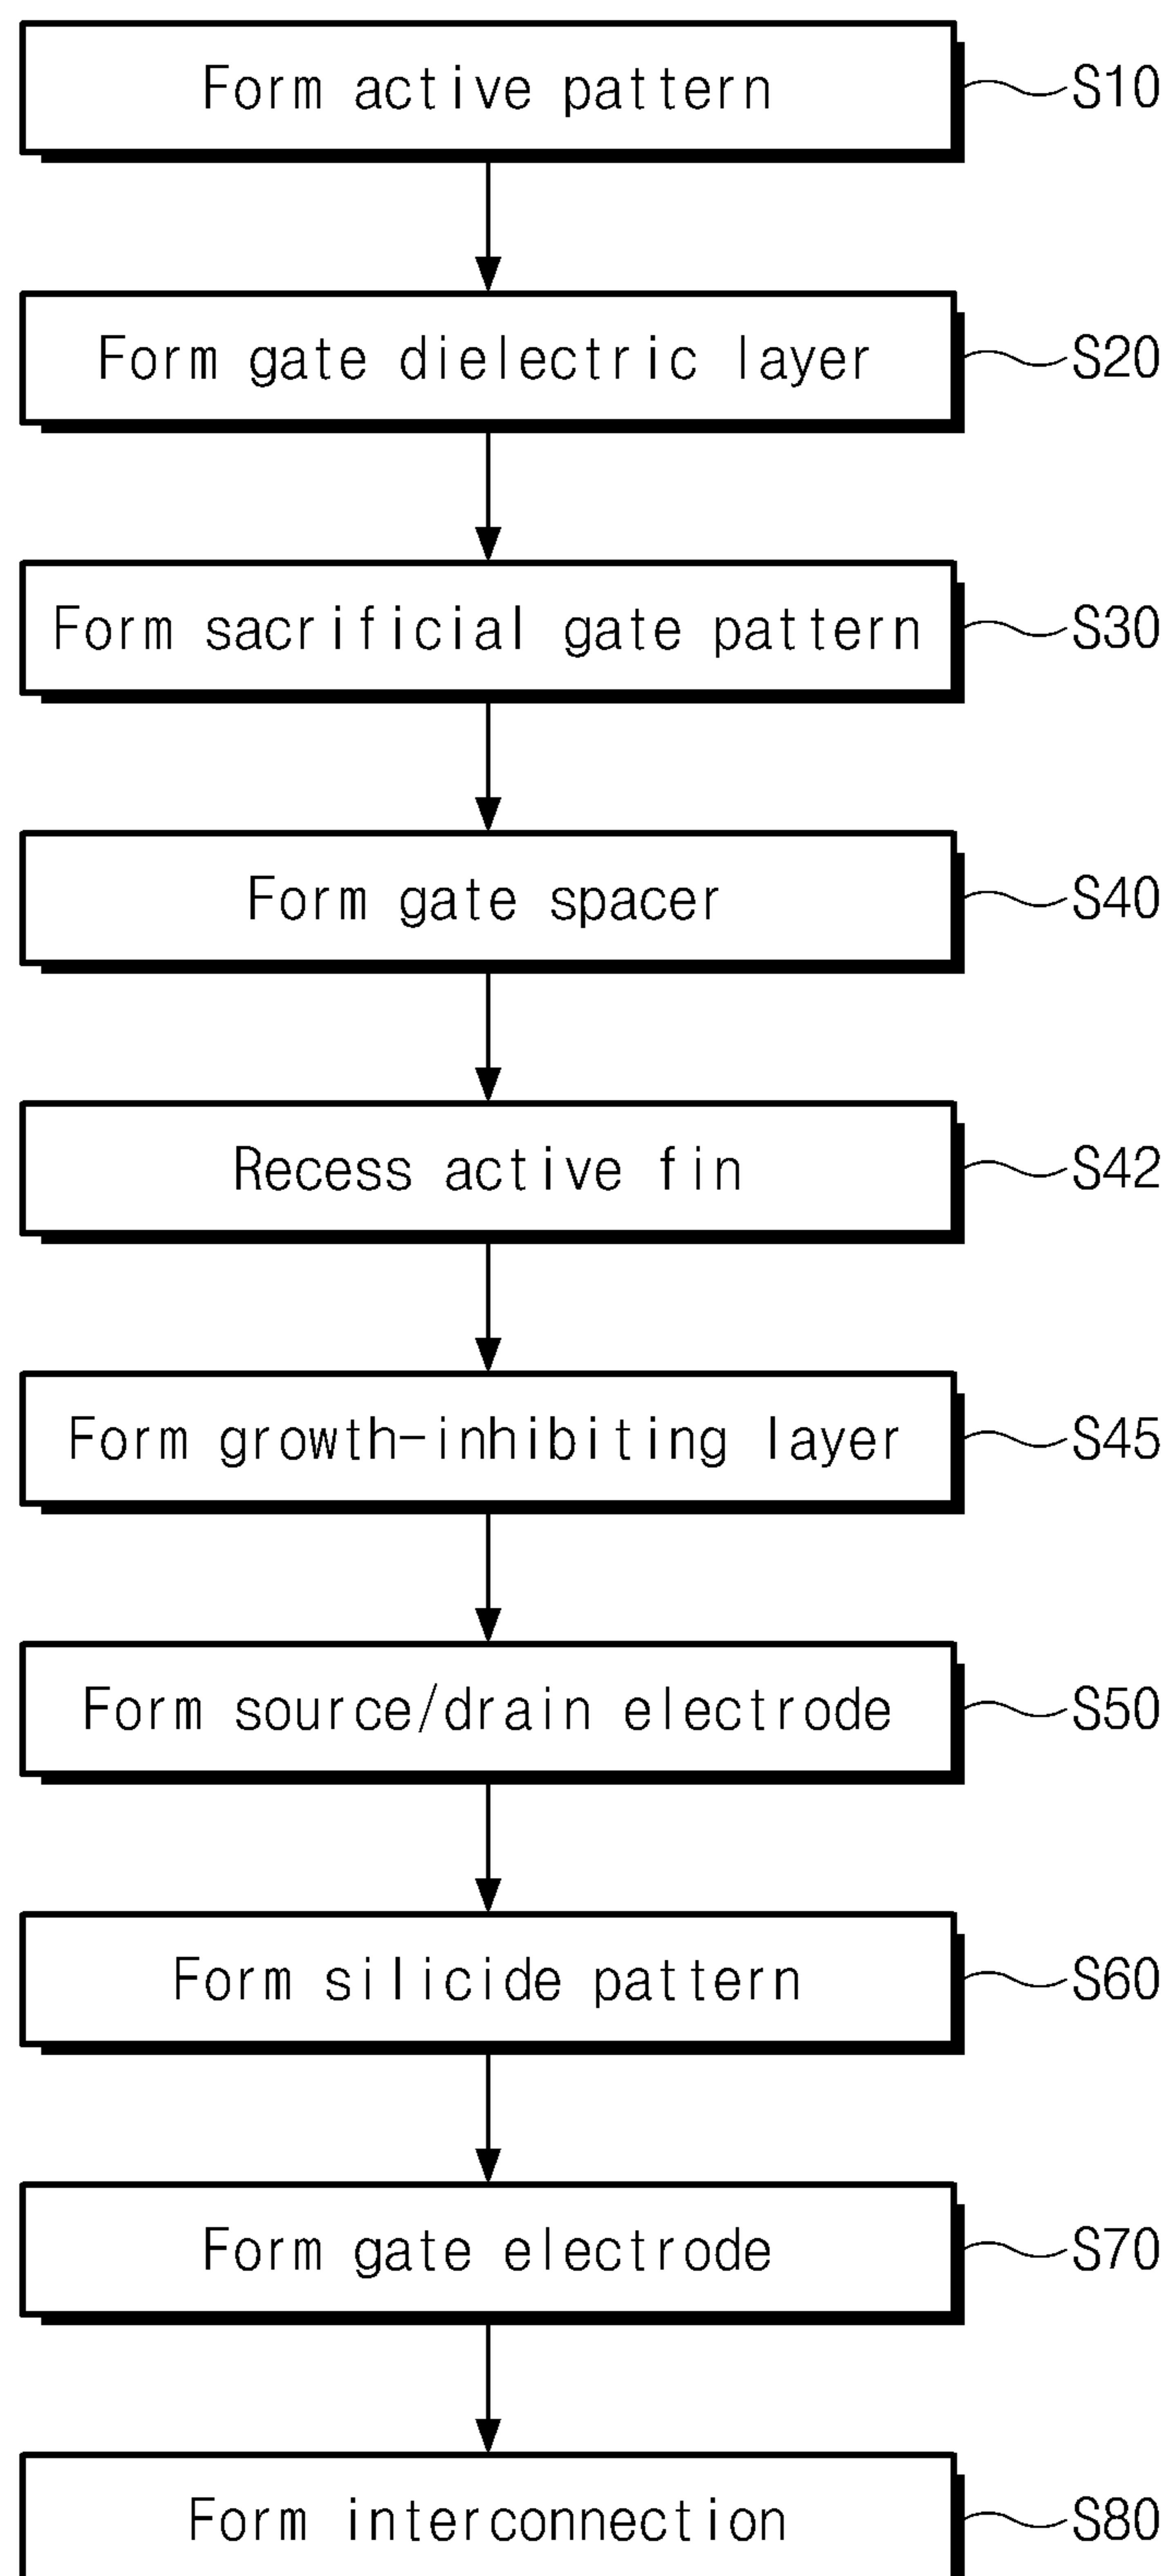 Form active pattern S10
Form gate dielectric layer S20
Form sacrificial gate pattern S30
Form gate spacer S40
Recess active fin S42
Form growth-inhibiting layer S45
Form source/drain electrode S50
Form silicide pattern S60
Form gate electrode S70
Form interconnection S80